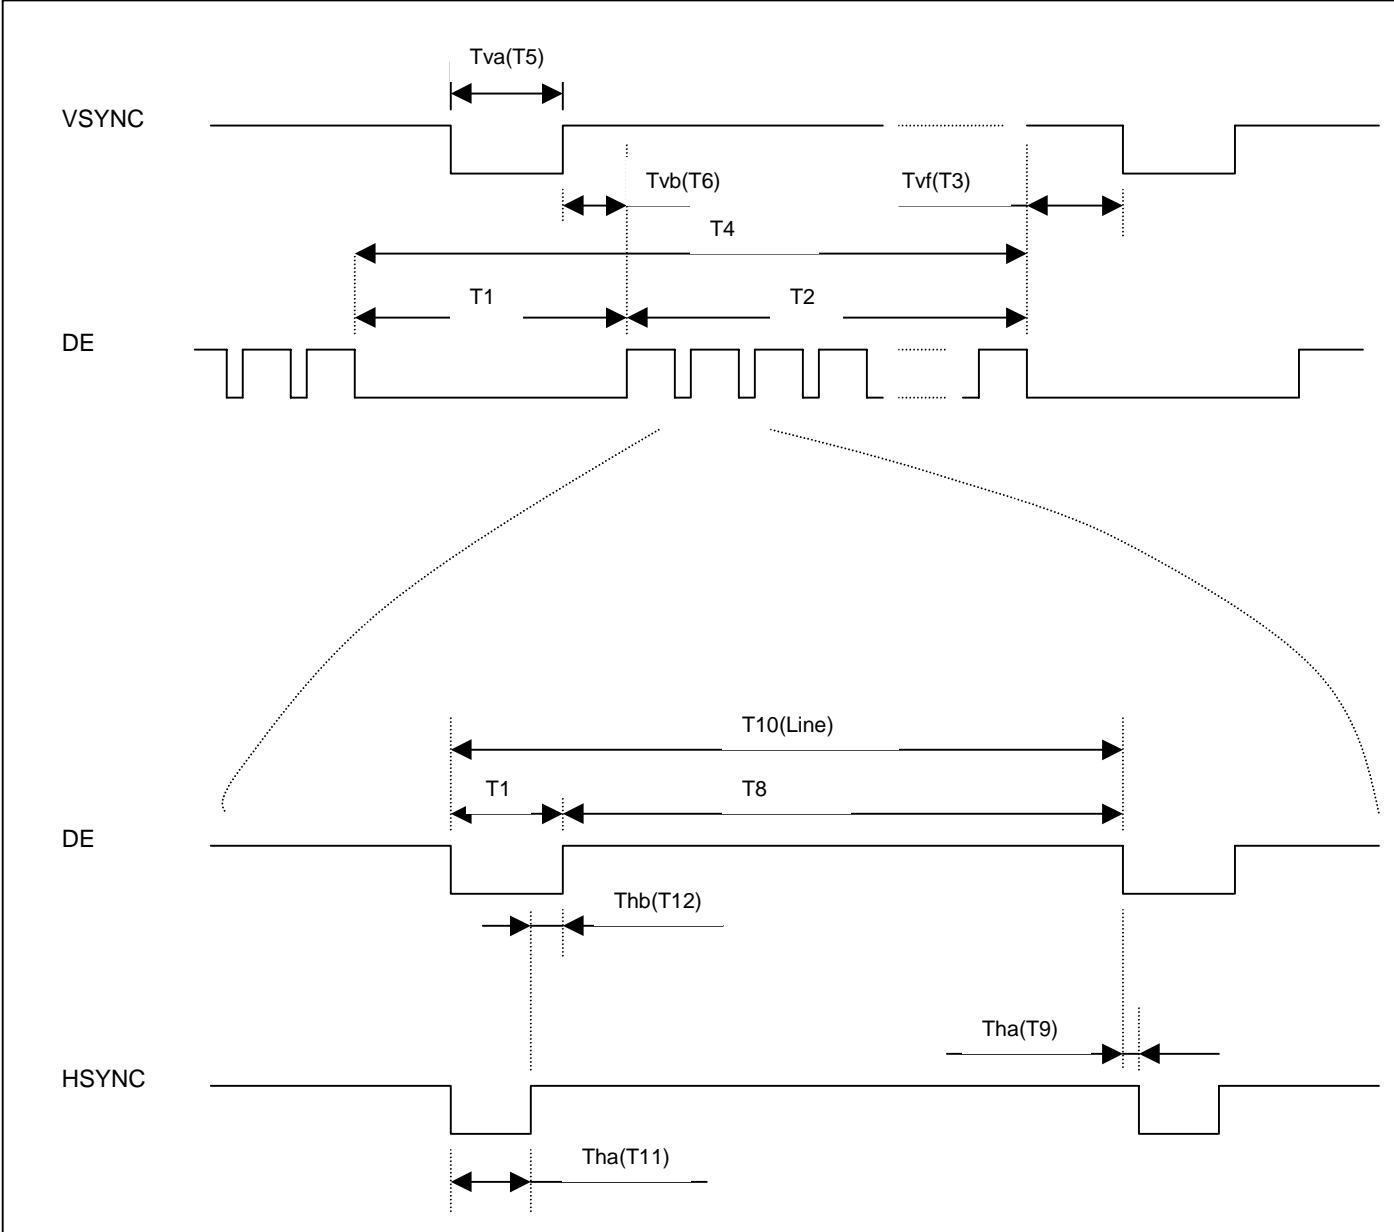 Tva(T5)
VSYNC
Tvb(T6)
Tvf(T3)
T4
T1
T2
DE
T10(Line)
T1
T8
DE
Thb(T12)
Tha(T9)
HSYNC
Tha(T11)